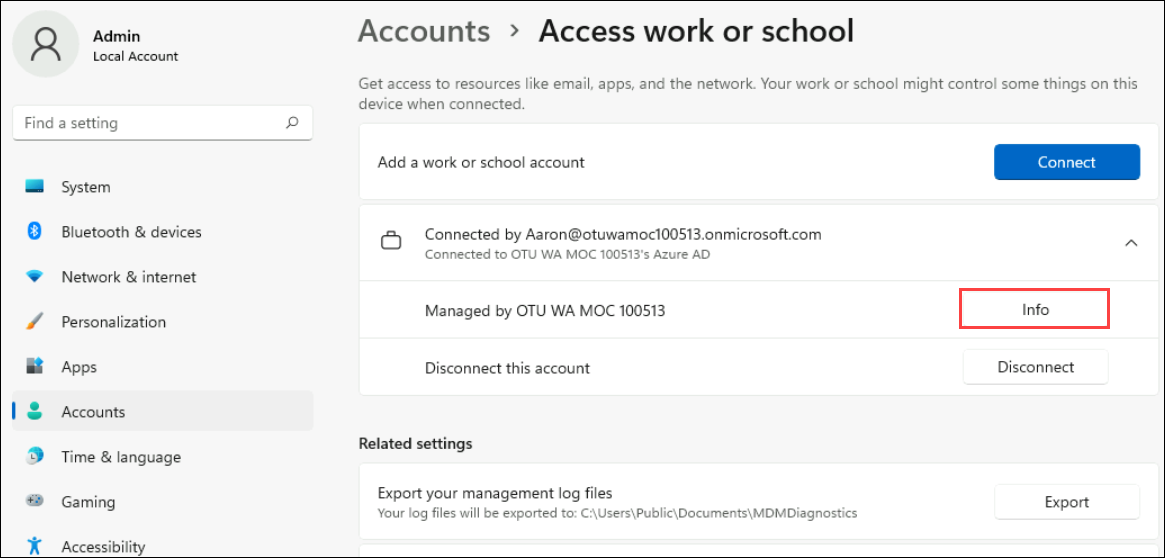 Admin
Local Account
Find a setting
System
Bluetooth & devices
Network & internet
Personalization
Apps
Accounts
Time & language
Gaming
Accessibility
Accounts > Access work or school
Get access to resources like email, apps, and the network. Your work or school might control some things on this
device when connected.
Add a work or school account
Connect
Connected by Aaron@otuwamoc100513.onmicrosoft.com
Connected to OTU WA MOC 100513's Azure AD
Managed by OTU WA MOC 100513
Info
Disconnect this account
Disconnect
Related settings
Export your management log files
Your log files will be exported to: C:\Users\Public\Documents\MDMDiagnostics
Export